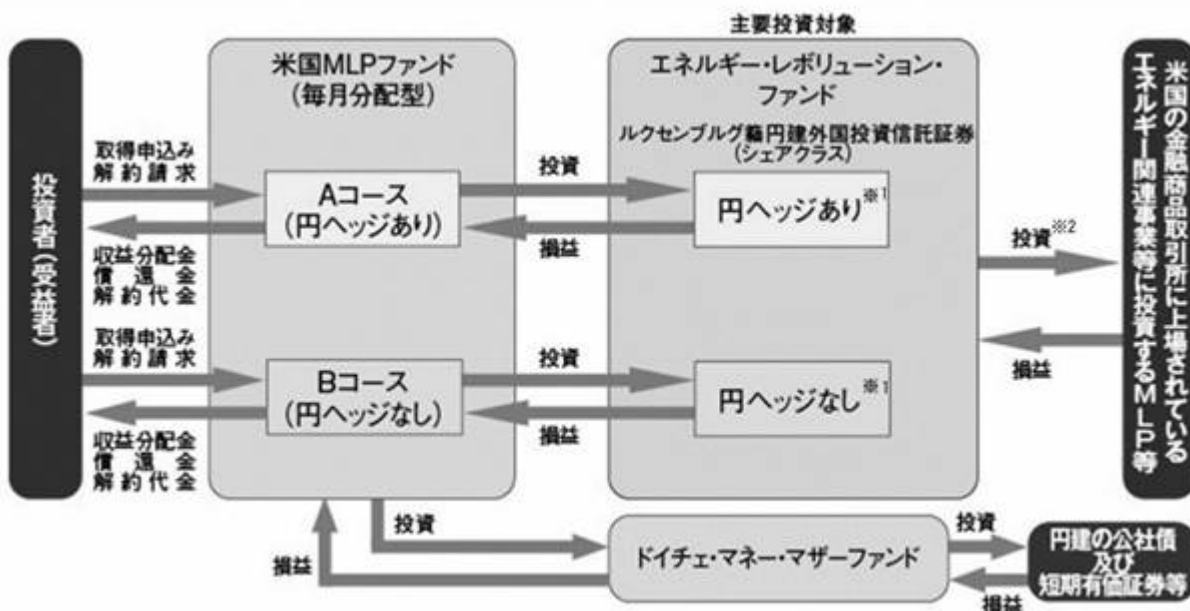 主要投資対象
投資者(受益者)
取得申込み
解約請求
収益分配金
償還金
解約代金
取得申込み
解約請求
収益分配金
償還金
解約代金
米国MLPファンド
(毎月分配型)
Aコース
(円ヘッジあり)
Bコース
(円ヘッジなし)
投資
損益
投資
損益
エネルギー・レボリューション・
ファンド
ルクセンブルグ籍円建外国投資信託証券
(シェアクラス)
円ヘッジあり※1
円ヘッジなし※1
投資※2
損益
米国の金融商品取引所に上場されている
エネルギー関連事業等に投資するMLP等
投資
損益
ドイチェ・マネー・マザーファンド
投資
損益
円建の公社債
及び
短期有価証券等